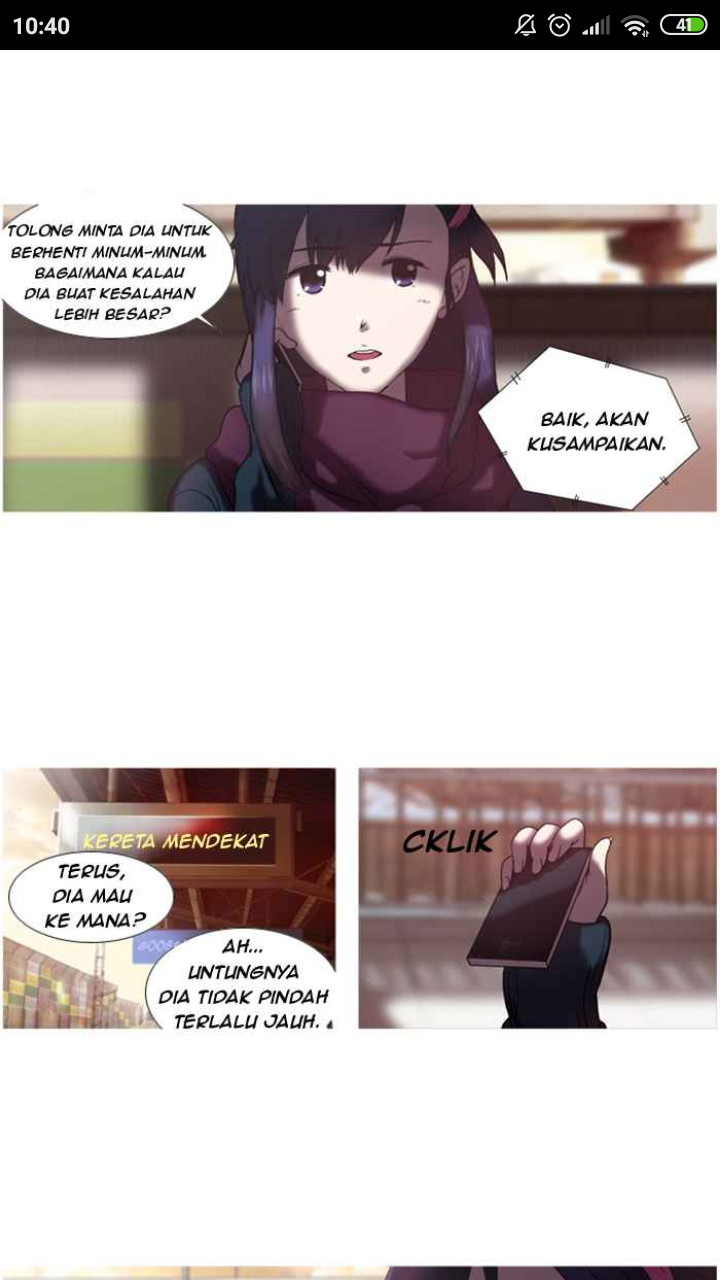 10:40
41
TOLONG MINTA DIA UNTUK
BERHENTI MINUM-MINUM.
BAGAIMANA KALAU
DIA BUAT KESALAHAN
LEBIH BESAR?
BAIK, AKAN
KUSAMPAIKAN.
KERETA MENDEKAT
TERUS,
DIA MAU
KE MANA?
AH...
UNTUNGNYA
DIA TIDAK PINDAH
TERLALU JAUH.
CKLIK